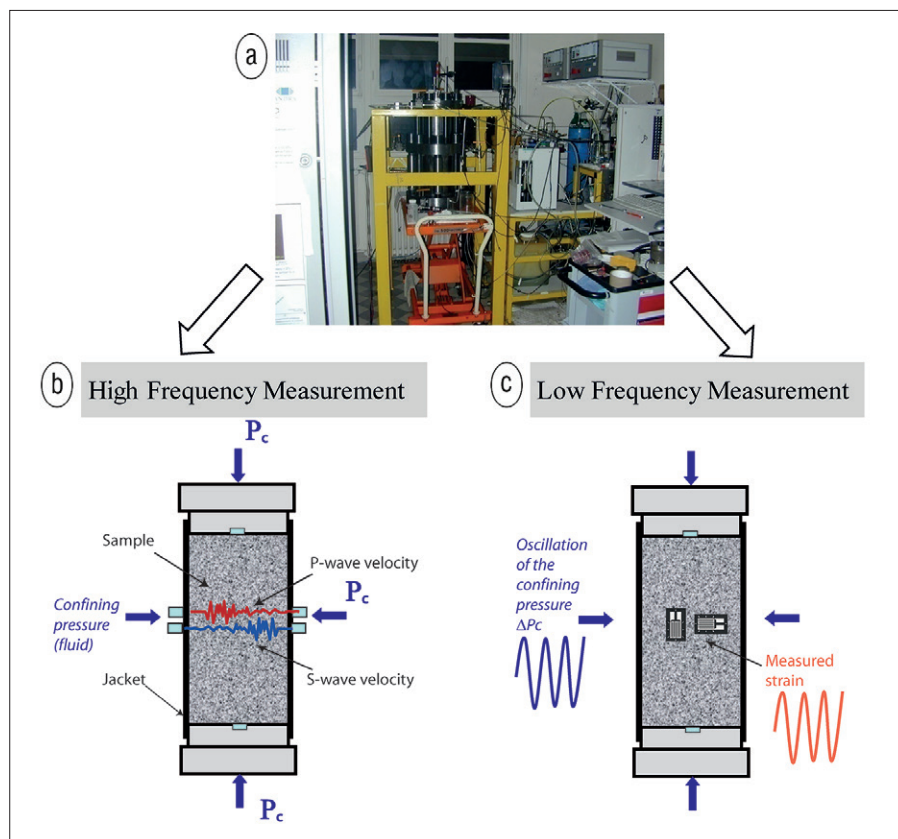 a
b
High Frequency Measurement
c
Low Frequency Measurement
Pc
Sample
P-wave velocity
Confining
pressure
(fluid)
Pc
Jacket
S-wave velocity
Pc
Oscillation
of the
confining
pressure
ΔPc
Measured
strain